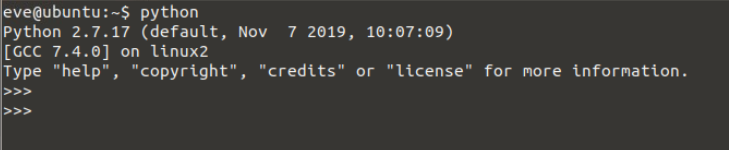 eve@ubuntu:~$ python
Python 2.7.17 (default, Nov  7 2019, 10:07:09)
[GCC 7.4.0] on linux2
Type "help", "copyright", "credits" or "license" for more information.
>>>
>>>